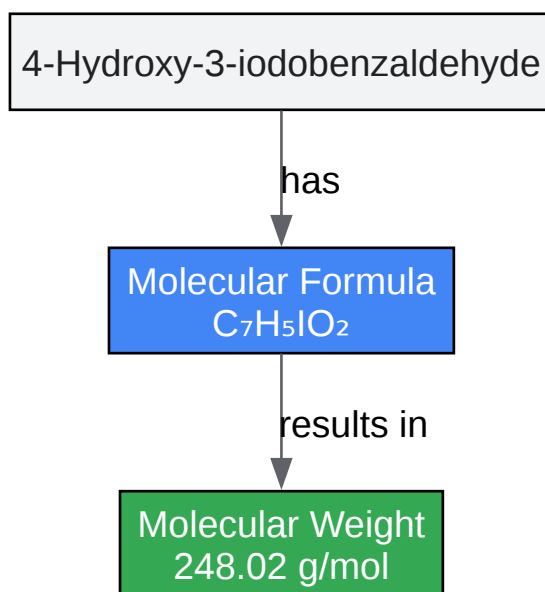 4-Hydroxy-3-iodobenzaldehyde
has
Molecular Formula
C₇H₅IO₂
results in
Molecular Weight
248.02 g/mol